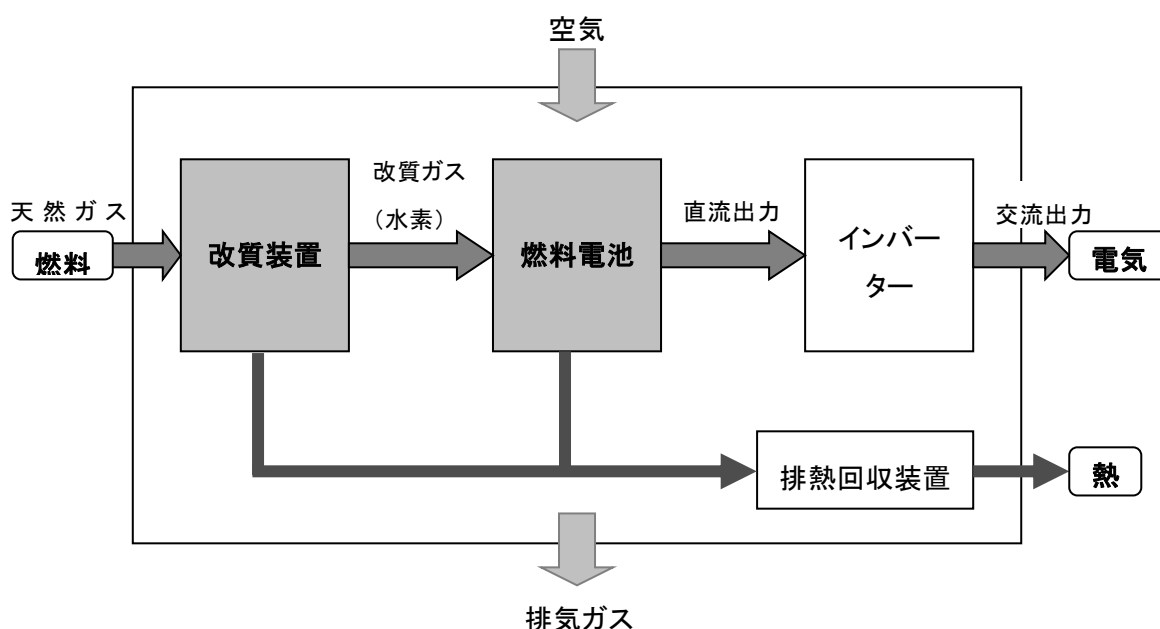 空気
天然ガス
燃料
改質装置
改質ガス
（水素）
燃料電池
直流出力
インバー
ター
交流出力
電気
排熱回収装置
熱
排気ガス